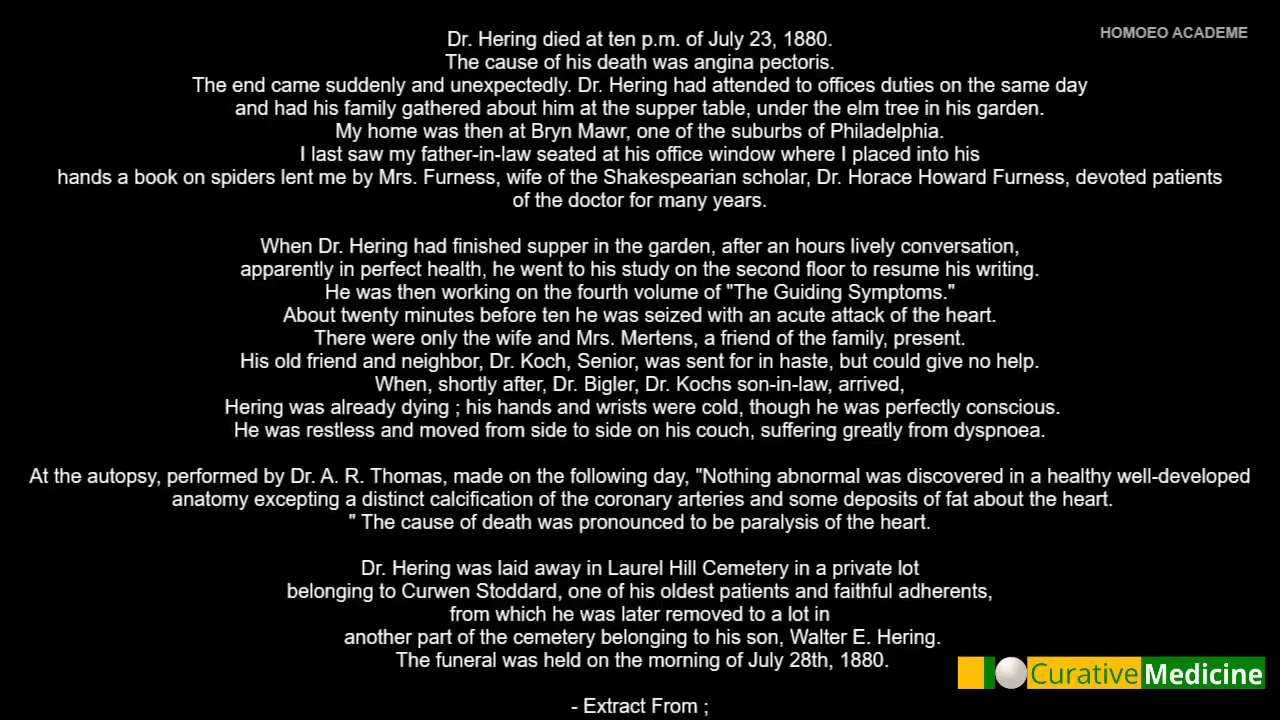 HOMOEO ACADEME
Dr. Hering died at ten p.m. of July 23, 1880.
The cause of his death was angina pectoris.
The end came suddenly and unexpectedly. Dr. Hering had attended to offices duties on the same day
and had his family gathered about him at the supper table, under the elm tree in his garden.
My home was then at Bryn Mawr, one of the suburbs of Philadelphia.
I last saw my father-in-law seated at his office window where I placed into his
hands a book on spiders lent me by Mrs. Furness, wife of the Shakespearian scholar, Dr. Horace Howard Furness, devoted patients
of the doctor for many years.
When Dr. Hering had finished supper in the garden, after an hours lively conversation,
apparently in perfect health, he went to his study on the second floor to resume his writing.
He was then working on the fourth volume of "The Guiding Symptoms."
About twenty minutes before ten he was seized with an acute attack of the heart.
There were only the wife and Mrs. Mertens, a friend of the family, present.
His old friend and neighbor, Dr. Koch, Senior, was sent for in haste, but could give no help.
When, shortly after, Dr. Bigler, Dr. Kochs son-in-law, arrived,
Hering was already dying ; his hands and wrists were cold, though he was perfectly conscious.
He was restless and moved from side to side on his couch, suffering greatly from dyspnoea.
At the autopsy, performed by Dr. A. R. Thomas, made on the following day, "Nothing abnormal was discovered in a healthy well-developed
anatomy excepting a distinct calcification of the coronary arteries and some deposits of fat about the heart.
" The cause of death was pronounced to be paralysis of the heart.
Dr. Hering was laid away in Laurel Hill Cemetery in a private lot
belonging to Curwen Stoddard, one of his oldest patients and faithful adherents,
from which he was later removed to a lot in
another part of the cemetery belonging to his son, Walter E. Hering.
The funeral was held on the morning of July 28th, 1880.
Curative Medicine
- Extract From ;